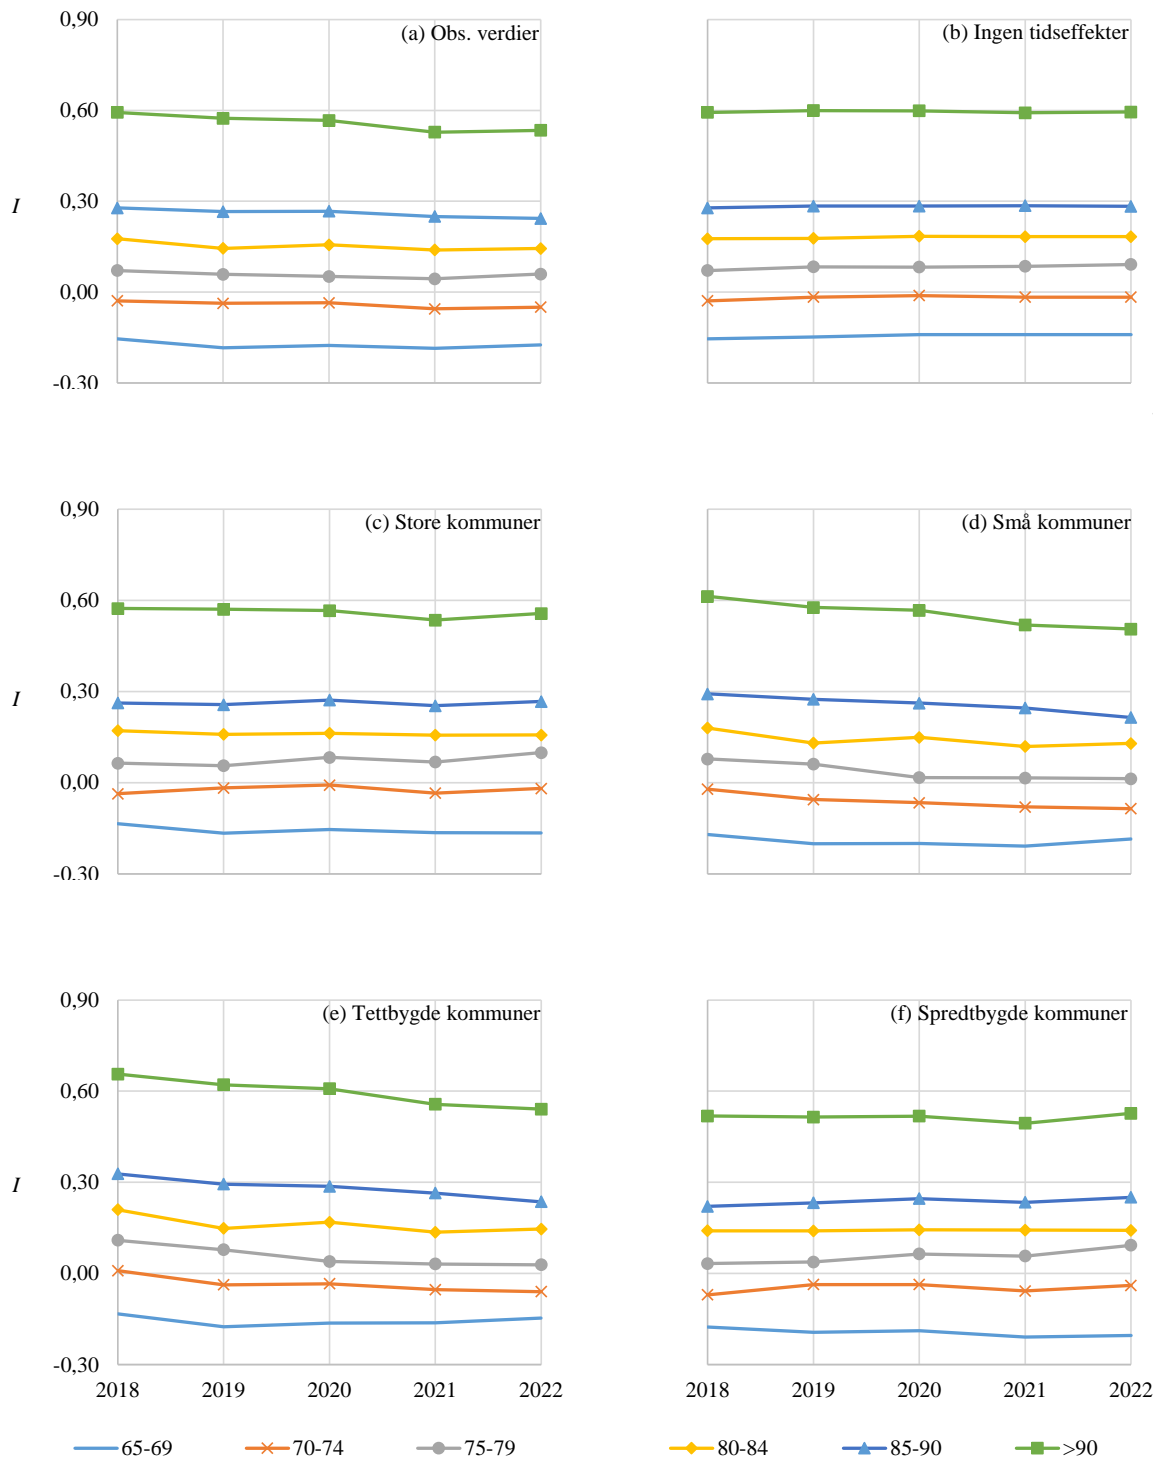 0,90
(a) Obs. verdier
(b) Ingen tidseffekter
0,60
0,30
I
0,00
-0,30
0,90
(c) Store kommuner
(d) Små kommuner
0,60
0,30
I
0,00
-0,30
0,90
(e) Tettbygde kommuner
(f) Spredtbygde kommuner
0,60
0,30
I
0,00
-0,30
2018 2019 2020 2021 2022 2018 2019 2020 2021 2022
65-69 70-74 75-79 80-84 85-90 >90